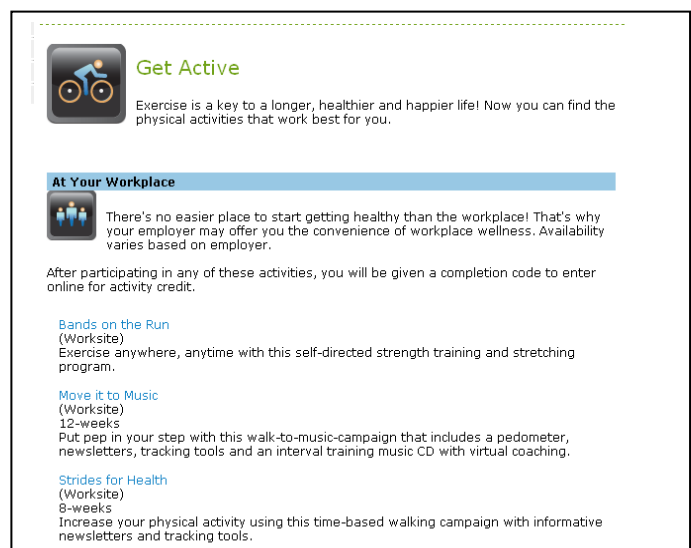 Get Active
Exercise is a key to a longer, healthier and happier life! Now you can find the
physical activities that work best for you.
At Your Workplace
There's no easier place to start getting healthy than the workplace! That's why
your employer may offer you the convenience of workplace wellness. Availability
varies based on employer.
After participating in any of these activities, you will be given a completion code to enter
online for activity credit.
Bands on the Run
(Worksite)
Exercise anywhere, anytime with this self-directed strength training and stretching
program.
Move it to Music
(Worksite)
12-weeks
Put pep in your step with this walk-to-music-campaign that includes a pedometer,
newsletters, tracking tools and an interval training music CD with virtual coaching.
Strides for Health
(Worksite)
8-weeks
Increase your physical activity using this time-based walking campaign with informative
newsletters and tracking tools.